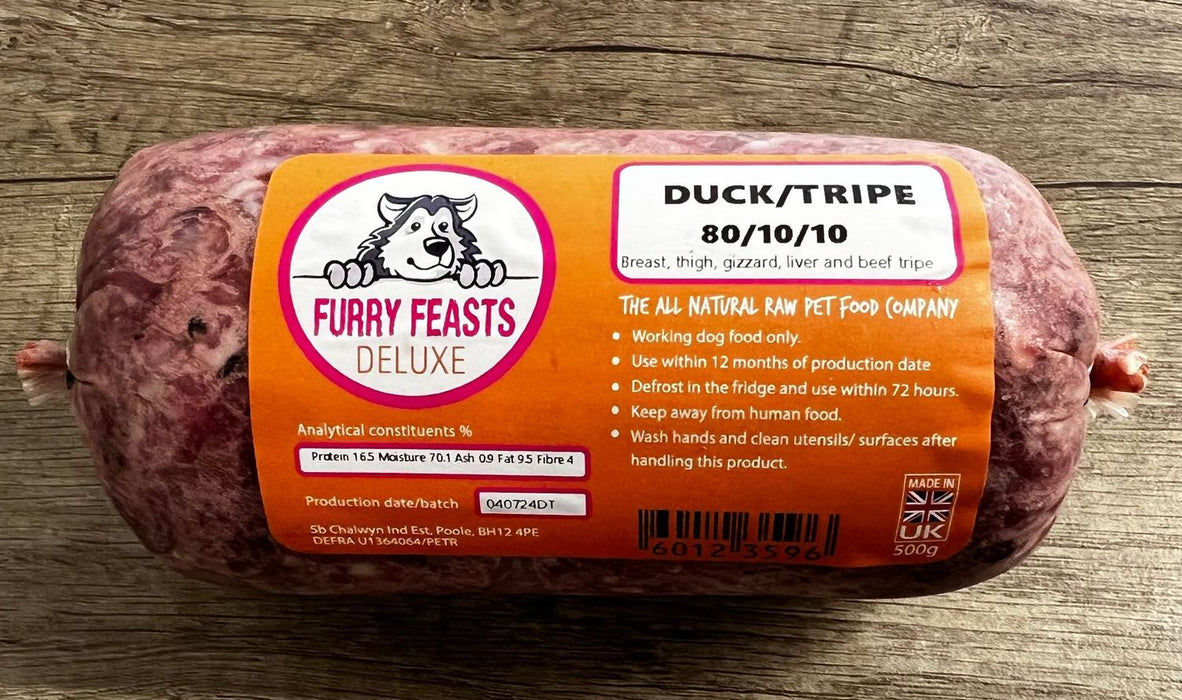 FURRY FEASTS
DELUXE
Analytical constituents %
Protein 16.5 Moisture 70.1 Ash 0.9 Fat 9.5 Fibre 4
Production date/batch 040724DT
5b Chalwyn Ind Est, Poole, BH12 4PE
DEFRA U1364064/PETR
DUCK/TRIPE
80/10/10
Breast, thigh, gizzard, liver and beef tripe
THE ALL NATURAL RAW PET FOOD COMPANY
• Working dog food only.
• Use within 12 months of production date
• Defrost in the fridge and use within 72 hours.
• Keep away from human food.
• Wash hands and clean utensils/ surfaces after
handling this product.
6012 3596
MADE IN
UK
500g